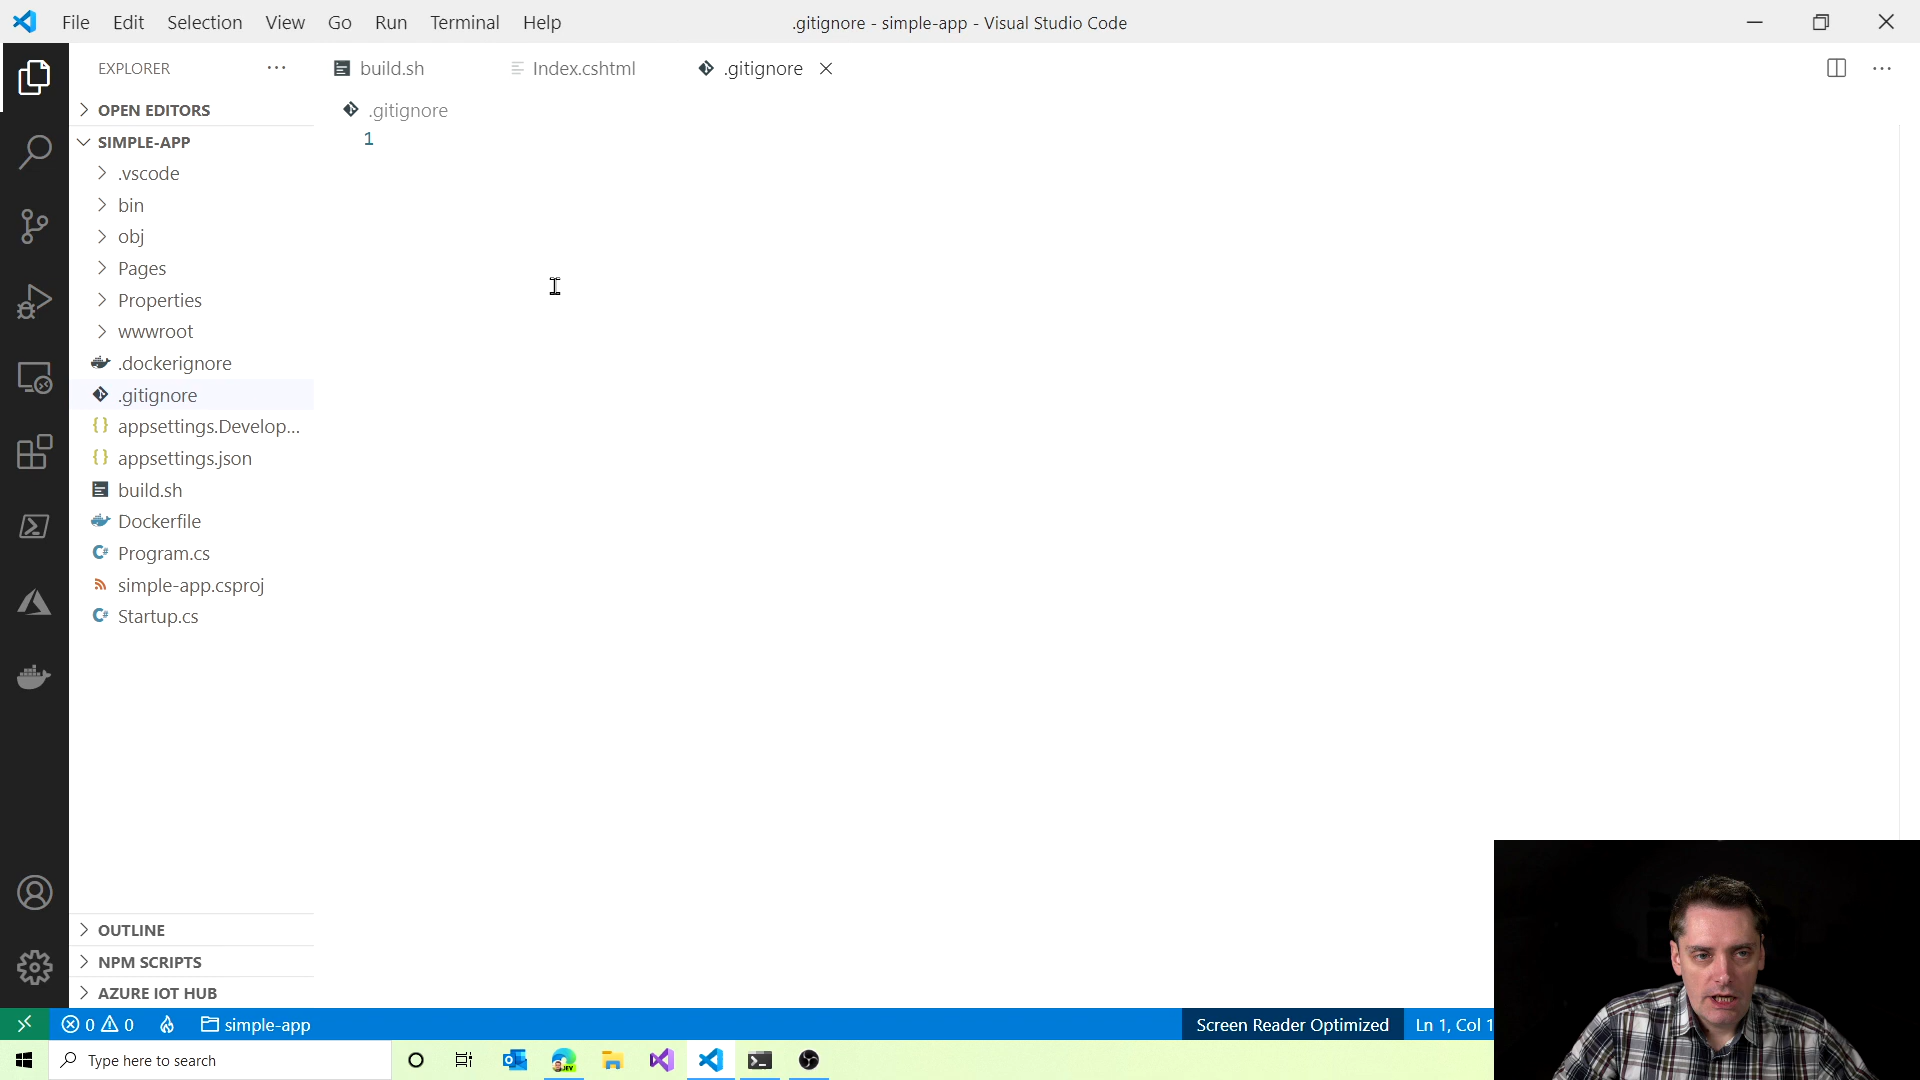 File Edit Selection View Go Run Terminal Help
.gitignore - simple-app - Visual Studio Code
EXPLORER
build.sh
Index.cshtml
.gitignore
OPEN EDITORS
.gitignore
SIMPLE-APP
1
.vscode
bin
obj
Pages
Properties
wwwroot
.dockerignore
.gitignore
appsettings.Develop...
appsettings.json
build.sh
Dockerfile
Program.cs
simple-app.csproj
Startup.cs
OUTLINE
NPM SCRIPTS
AZURE IOT HUB
0 0 simple-app
Screen Reader Optimized
Ln 1, Col 1
Type here to search